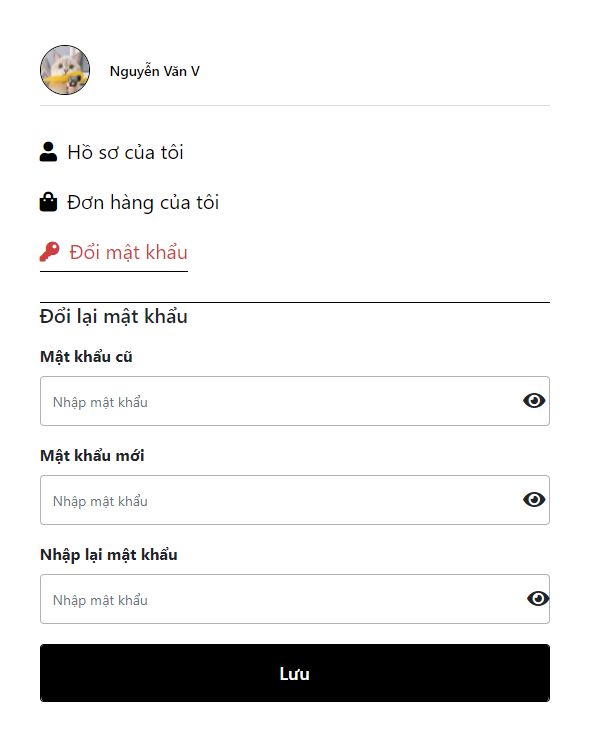 Nguyễn Văn V
Hồ sơ của tôi
Đơn hàng của tôi
Đổi mật khẩu
Đổi lại mật khẩu
Mật khẩu cũ
Nhập mật khẩu
Mật khẩu mới
Nhập mật khẩu
Nhập lại mật khẩu
Nhập mật khẩu
Lưu